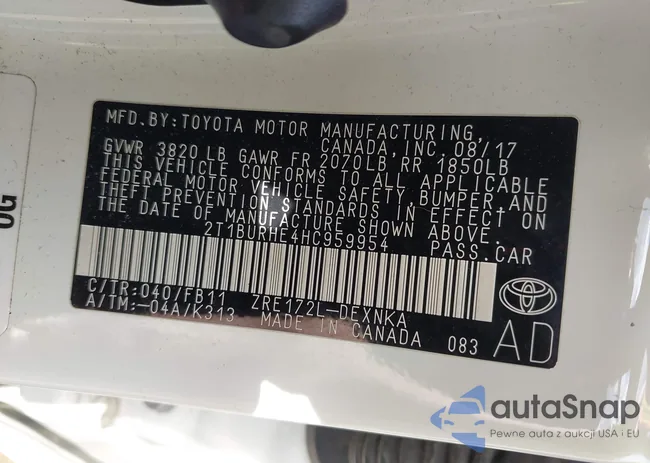 MFD.BY:TOYOTA MOTOR MANUFACTURING,
CANADA, INC. 08/17
GVWR 3820 LB GAWR FR 2070LB RR 1850LB
THIS VEHICLE CONFORMS TO ALL APPLICABLE
FEDERAL MOTOR VEHICLE SAFETY, BUMPER, AND
THEFT PREVENTION STANDARDS IN EFFECT ON
THE DATE OF MANUFACTURE SHOWN ABOVE.
2T1BURHE4HC959954 PASS.CAR
C/TR:040/FB11 ZRE172L-DEXNKA
A/TM:-04A/K313 MADE IN CANADA 083
AD
autaSnap
Pewne auta z aukcji USA i EU